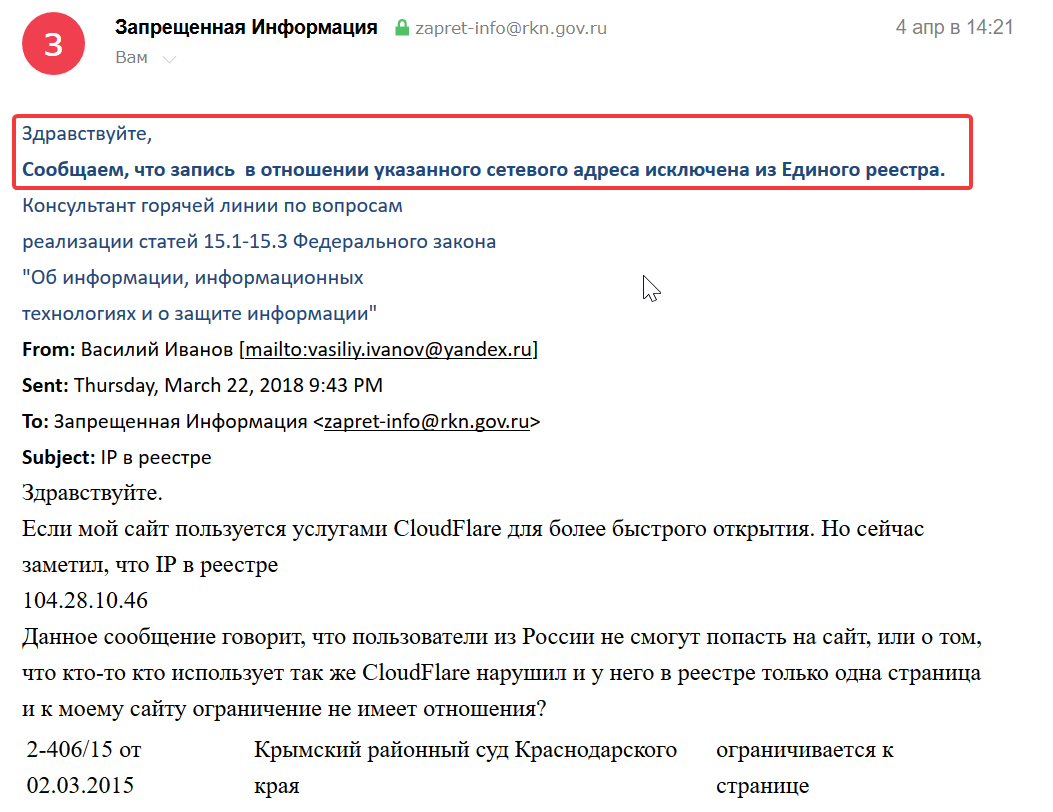 З
Запрещенная Информация zapret-info@rkn.gov.ru 4 апр в 14:21
Вам
Здравствуйте,
Сообщаем, что запись в отношении указанного сетевого адреса исключена из Единого реестра.
Консультант горячей линии по вопросам
реализации статей 15.1-15.3 Федерального закона
"Об информации, информационных
технологиях и о защите информации"
From: Василий Иванов [mailto:vasiliy.ivanov@yandex.ru]
Sent: Thursday, March 22, 2018 9:43 PM
To: Запрещенная Информация <zapret-info@rkn.gov.ru>
Subject: IP в реестре
Здравствуйте.
Если мой сайт пользуется услугами CloudFlare для более быстрого открытия. Но сейчас
заметил, что IP в реестре
104.28.10.46
Данное сообщение говорит, что пользователи из России не смогут попасть на сайт, или о том,
что кто-то кто использует так же CloudFlare нарушил и у него в реестре только одна страница
и к моему сайту ограничение не имеет отношения?
2-406/15 от Крымский районный суд Краснодарского ограничивается к
02.03.2015 края странице